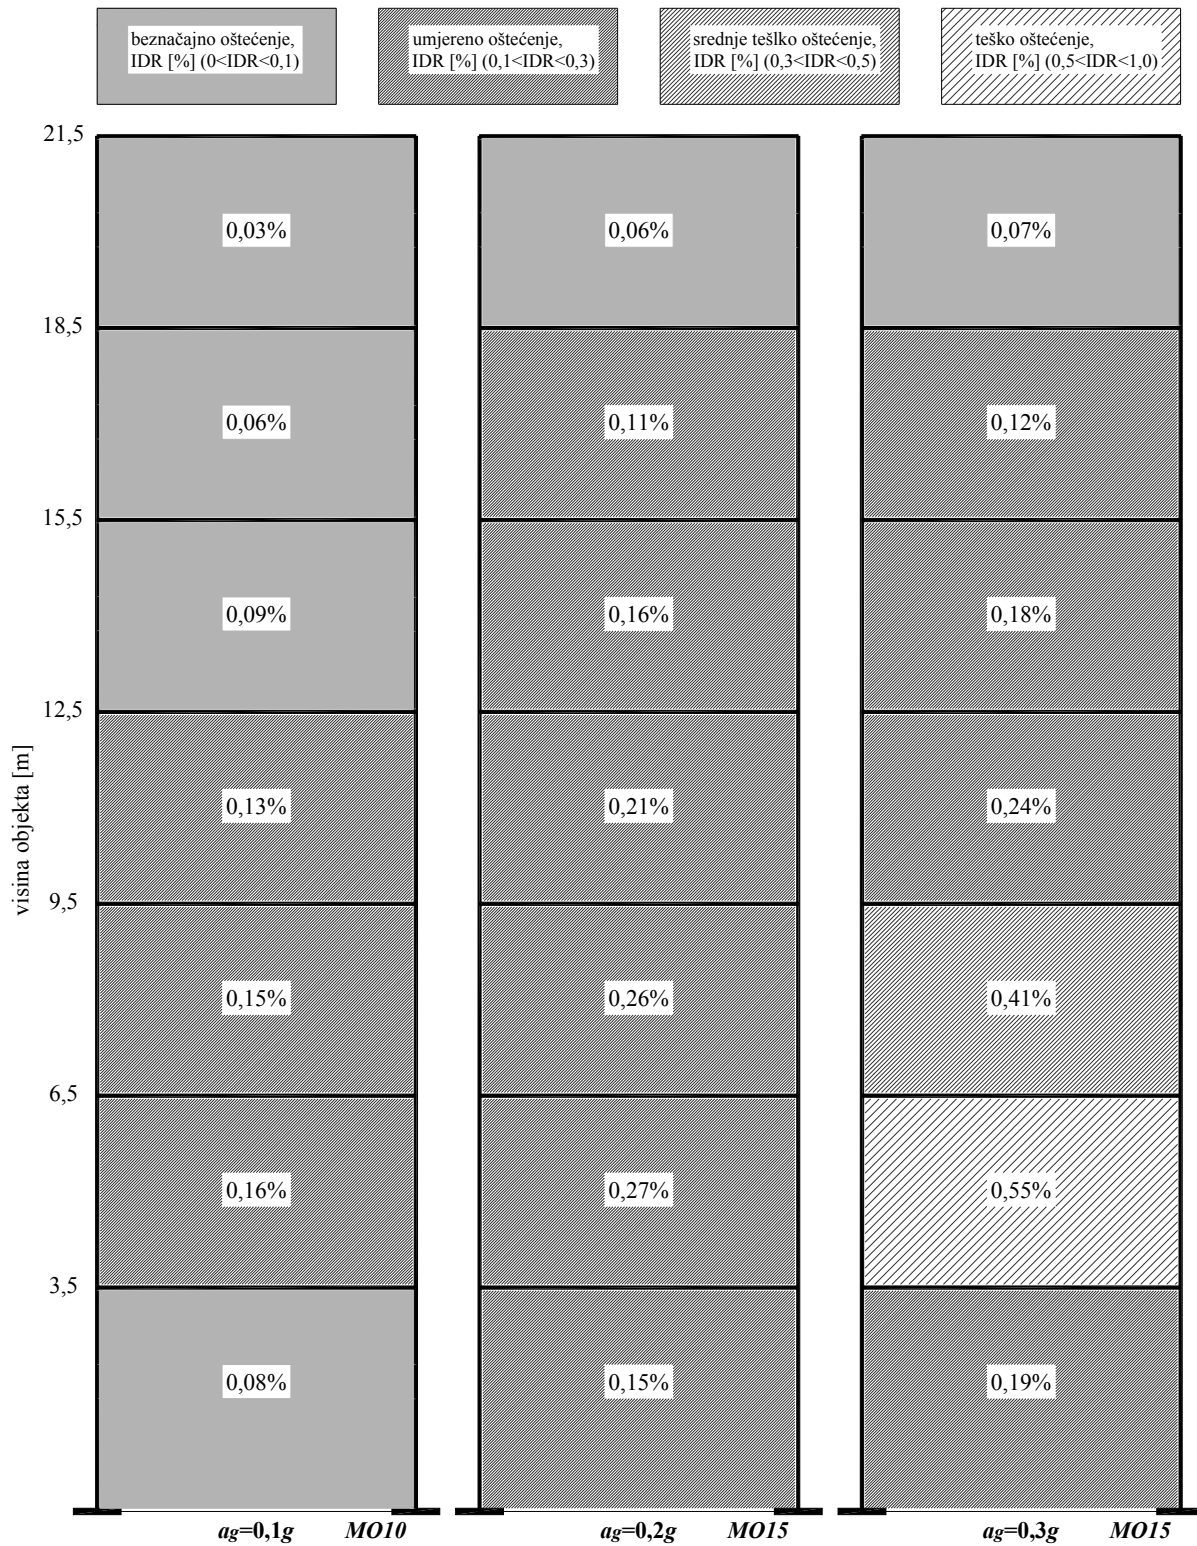 beznačajno oštećenje,
IDR [%] (0<IDR<0,1)
umjereno oštećenje,
IDR [%] (0,1<IDR<0,3)
srednje tešlko oštećenje,
IDR [%] (0,3<IDR<0,5)
teško oštećenje,
IDR [%] (0,5<IDR<1,0)
21,5
0,03%
0,06%
0,07%
18,5
0,06%
0,11%
0,12%
15,5
0,09%
0,16%
0,18%
12,5
0,13%
0,21%
0,24%
visina objekta [m]
9,5
0,15%
0,26%
0,41%
6,5
0,16%
0,27%
0,55%
3,5
0,08%
0,15%
0,19%
ag=0,1g MO10
ag=0,2g MO15
ag=0,3g MO15